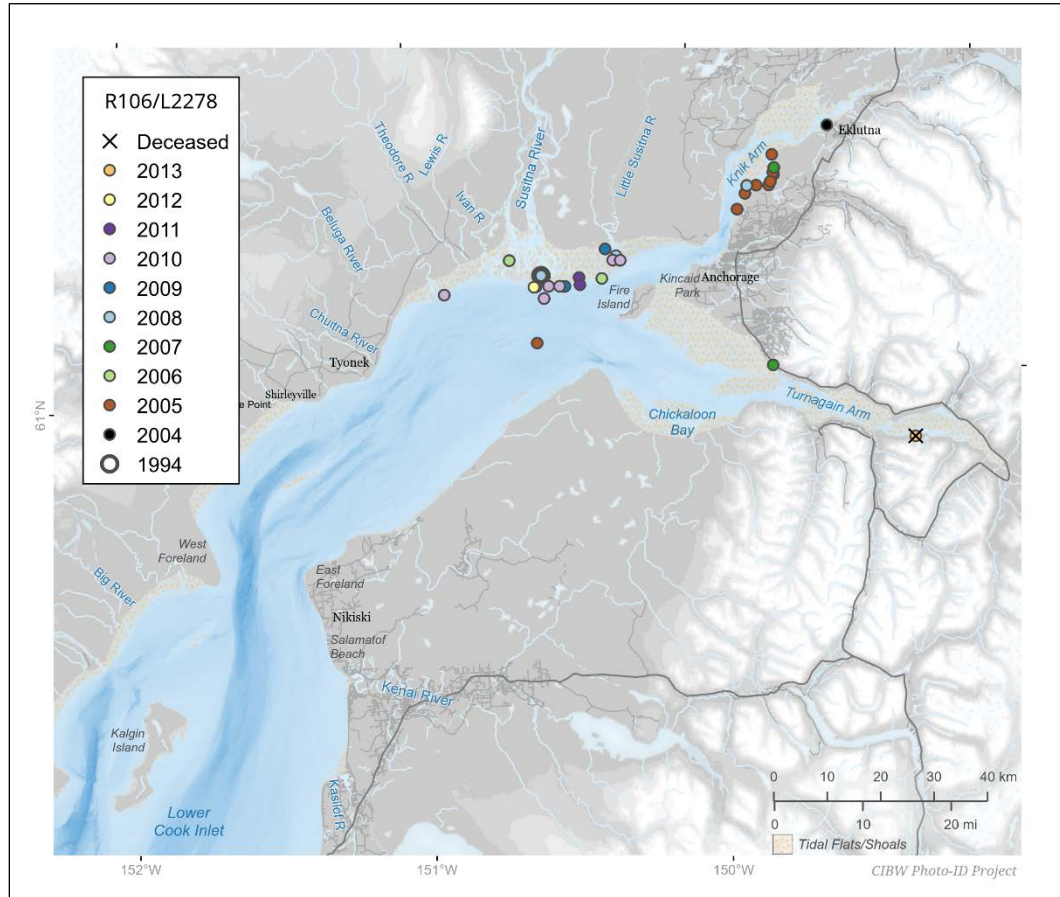 R106/L2278
Deceased
2013
2012
2011
2010
2009
2008
2007
2006
2005
2004
1994
Theodore R
Lewis R
Ivan R
Susitna River
Little Susitna R
Beluga River
Chuitna River
Knik Arm
Eklutna
Kincaid
Park
Anchorage
Fire
Island
Tyonek
Shirleyville
e Point
61°N
Chickaloon
Bay
Turnagain Arm
West
Foreland
Big River
East
Foreland
Nikiski
Salamatof
Beach
Kenai River
Kalgin
Island
Kasilof R
Lower
Cook Inlet
0 10 20 30 40 km
0 10 20 mi
Tidal Flats/Shoals
152°W 151°W 150°W
CIBW Photo-ID Project